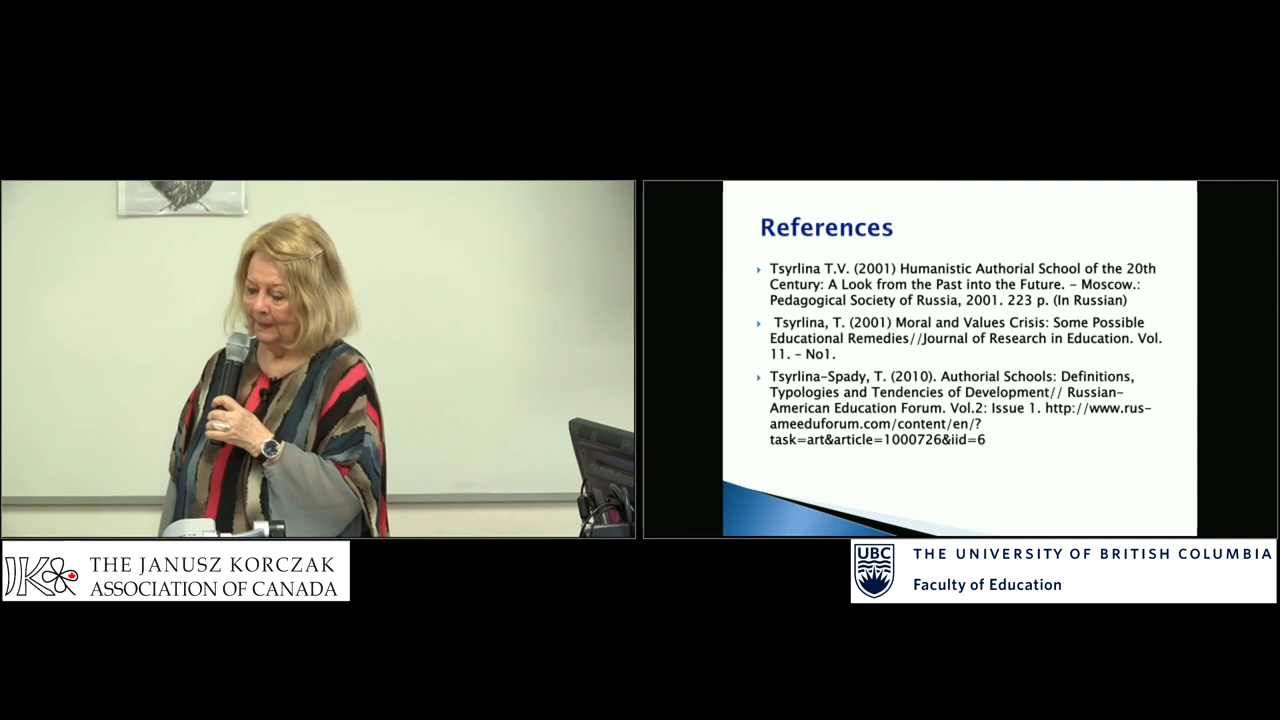 References
Tsyrlina T.V. (2001) Humanistic Authorial School of the 20th
Century: A Look from the Past into the Future. – Moscow.:
Pedagogical Society of Russia, 2001. 223 p. (In Russian)
Tsyrlina, T. (2001) Moral and Values Crisis: Some Possible
Educational Remedies//Journal of Research in Education. Vol.
11. – No1.
Tsyrlina–Spady, T. (2010). Authorial Schools: Definitions,
Typologies and Tendencies of Development// Russian–
American Education Forum. Vol.2: Issue 1. http://www.rus–
ameeduforum.com/content/en/?
task=art&article=1000726&iid=6
JK
THE JANUSZ KORCZAK
ASSOCIATION OF CANADA
UBC
THE UNIVERSITY OF BRITISH COLUMBIA
Faculty of Education